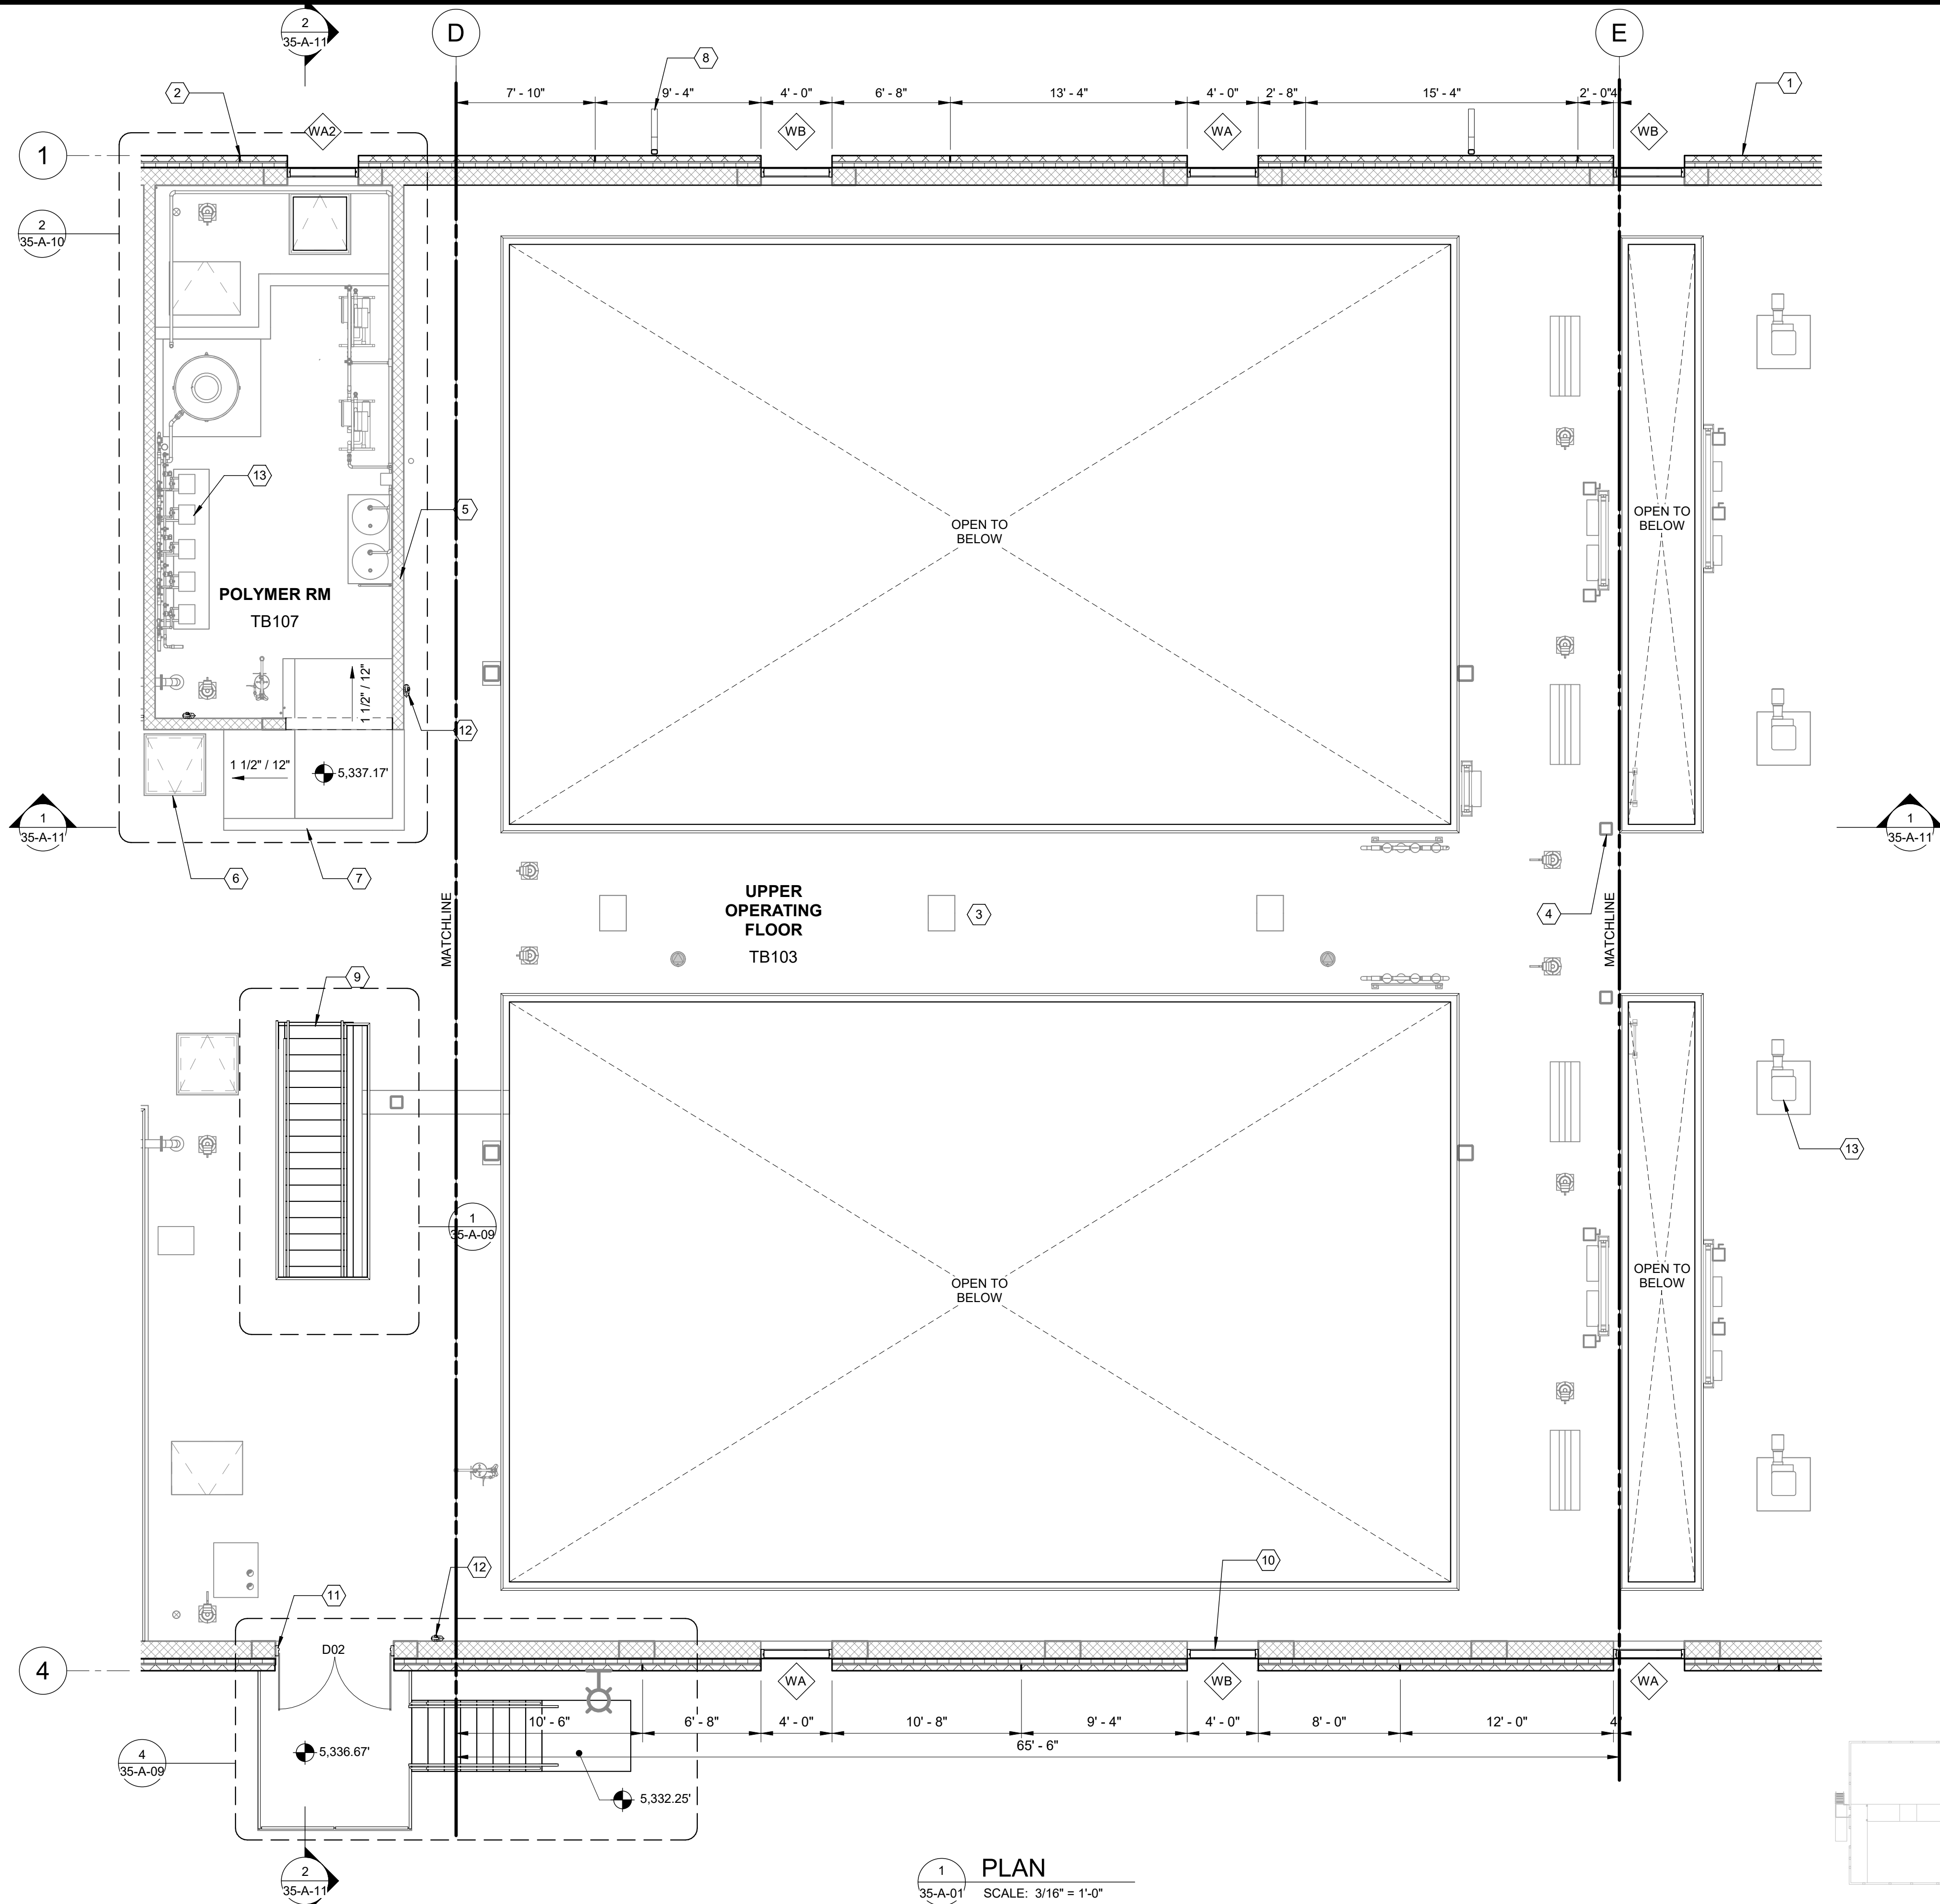 2
35-A-11
D
E
8
7' - 10"
9' - 4"
4' - 0"
6' - 8"
13' - 4"
4' - 0"
2' - 8"
15' - 4"
2' - 0"
4"
2
1
WA2
WB
WA
WB
1
2
35-A-10
13
5
OPEN TO
BELOW
OPEN TO
BELOW
POLYMER RM
TB107
1 1/2" / 12"
12
1 1/2" / 12"
5,337.17'
1
35-A-11
1
35-A-11
6
7
MATCHLINE
UPPER
OPERATING
FLOOR
TB103
3
4
MATCHLINE
9
13
1
35-A-09
OPEN TO
BELOW
OPEN TO
BELOW
12
10
11
D02
4
WA
WB
WA
10' - 6"
6' - 8"
4' - 0"
10' - 8"
9' - 4"
4' - 0"
8' - 0"
12' - 0"
65' - 6"
5,336.67'
4
35-A-09
5,332.25'
2
35-A-11
1
35-A-01
PLAN
SCALE: 3/16" = 1'-0"